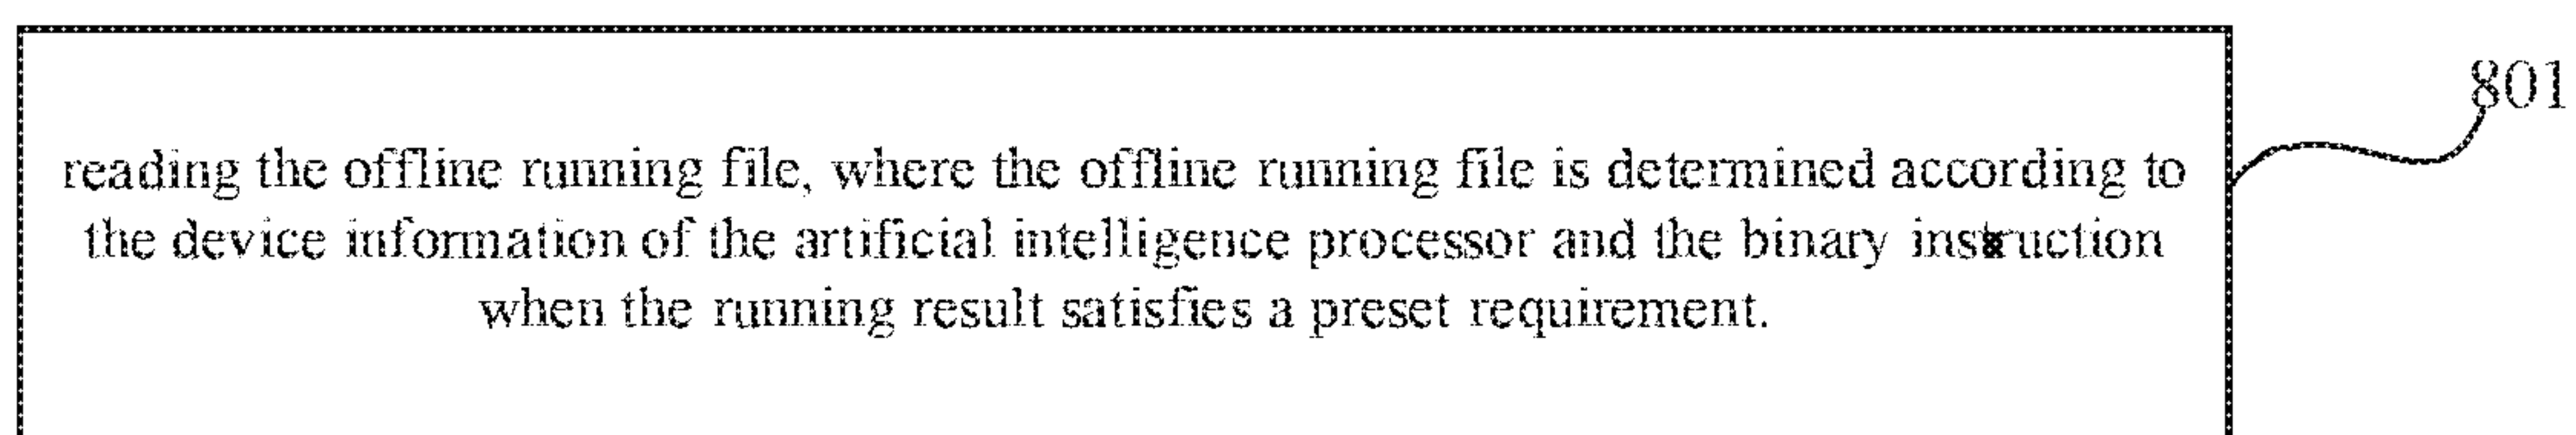 801
reading the offline running file, where the offline running file is determined according to
the device information of the artificial intelligence processor and the binary instruction
when the running result satisfies a preset requirement.